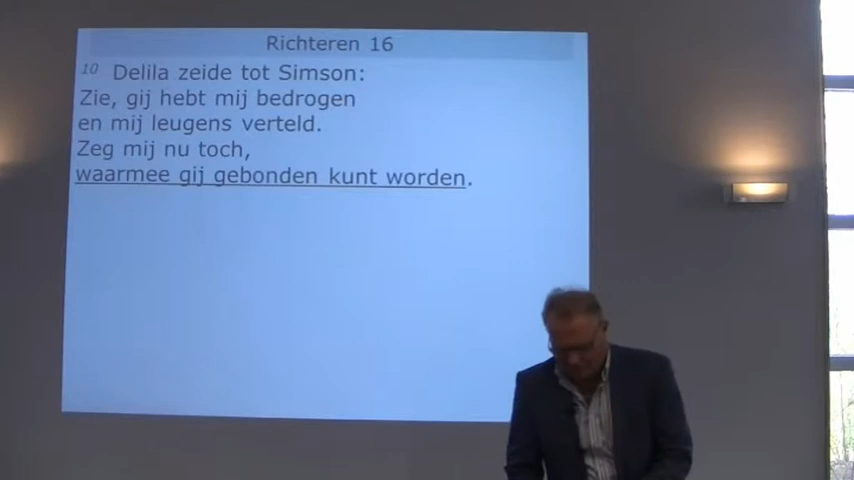 Richteren 16
10 Delila zeide tot Simson:
Zie, gij hebt mij bedrogen
en mij leugens verteld.
Zeg mij nu toch,
waarmee gij gebonden kunt worden.